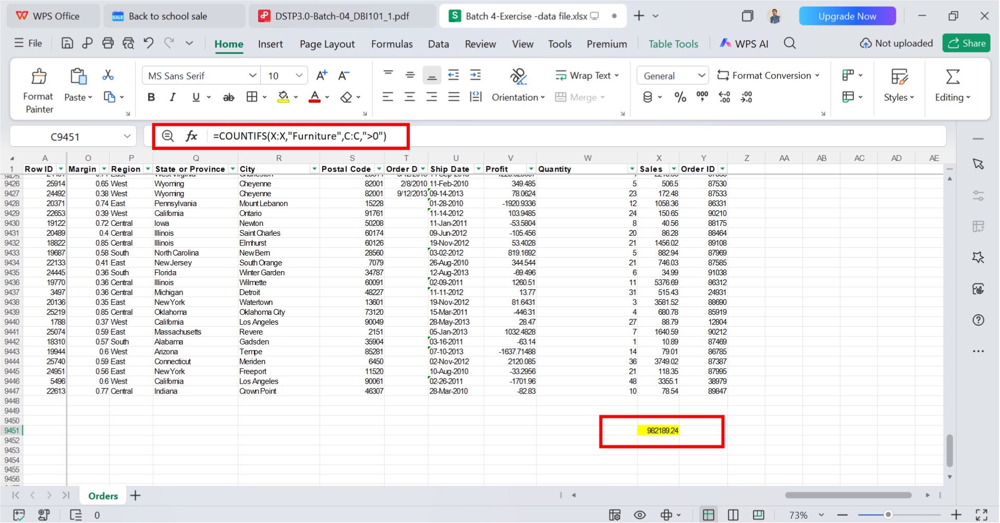 WPS Office
Back to school sale
DSTP3.0-Batch-04_DBI101_1.pdf
Batch 4-Exercise -data file.xlsx
Upgrade Now
File
Home Insert Page Layout Formulas Data Review View Tools Premium Table Tools WPS AI
Not uploaded
Share
Format Painter
Paste
MS Sans Serif
10
Wrap Text
General
Format Conversion
Orientation
Merge
Styles
Editing
C9451
=COUNTIFS(X:X,"Furniture",C:C,">0")
A O P Q R S T U V W X Y Z AA AB AC AD AE
1 Row ID Margin Region State or Province City Postal Code Order D Ship Date Profit Quantity Sales Order ID
9426 25914 0.65 West Wyoming Cheyenne 82001 2/8/2010 11-Feb-2010 349.485 5 506.5 87530
9427 24492 0.38 West Wyoming Cheyenne 82001 9/12/2013 09-14-2013 78.0624 23 172.48 87533
9428 20371 0.74 East Pennsylvania Mount Lebanon 15228 01-28-2010 -1920.9336 12 1058.36 86331
9429 22653 0.39 West California Ontario 91761 11-14-2012 103.9485 24 150.65 90210
9430 19122 0.72 Central Iowa Newton 50208 11-Jan-2011 -53.5804 8 40.56 88175
9431 20489 0.4 Central Illinois Saint Charles 60174 09-Jun-2012 -105.456 20 86.28 88464
9432 18822 0.85 Central Illinois Elmhurst 60126 19-Nov-2012 53.4028 21 1456.02 89108
9433 19687 0.58 South North Carolina New Bern 28560 03-02-2012 819.1692 5 882.94 87969
9434 22133 0.41 East New Jersey South Orange 7079 26-Aug-2010 344.544 21 746.03 87585
9435 24445 0.36 South Florida Winter Garden 34787 12-Aug-2013 -69.496 6 34.99 91038
9436 19770 0.36 Central Illinois Wilmette 60091 02-09-2011 1260.51 11 5376.69 86312
9437 3497 0.36 Central Michigan Detroit 48227 11-11-2012 13.77 31 515.43 24931
9438 20136 0.35 East New York Watertown 13601 19-Nov-2012 81.6431 3 3581.52 88690
9439 25219 0.85 Central Oklahoma Oklahoma City 73120 15-Mar-2011 -446.31 4 680.78 85919
9440 1788 0.37 West California Los Angeles 90049 28-May-2013 28.47 27 88.79 12804
9441 25074 0.59 East Massachusetts Revere 2151 05-Jan-2013 1032.4828 7 1640.59 90212
9442 18310 0.57 South Alabama Gadsden 35904 03-16-2011 -63.14 1 10.89 87469
9443 19944 0.6 West Arizona Tempe 85281 07-10-2013 -1637.71488 14 79.01 86785
9444 25740 0.59 East Connecticut Meriden 6450 02-Nov-2012 2120.085 36 3749.02 87387
9445 24951 0.56 East New York Freeport 11520 10-Aug-2010 -33.2956 21 118.35 87995
9446 5496 0.6 West California Los Angeles 90061 02-26-2011 -1701.96 48 3355.1 38979
9447 22613 0.77 Central Indiana Crown Point 46307 28-Mar-2010 -82.83 10 78.54 89847
9448
9449
9450
9451 982189.24
9452
9453
9454
9455
9456
Orders
0
73%